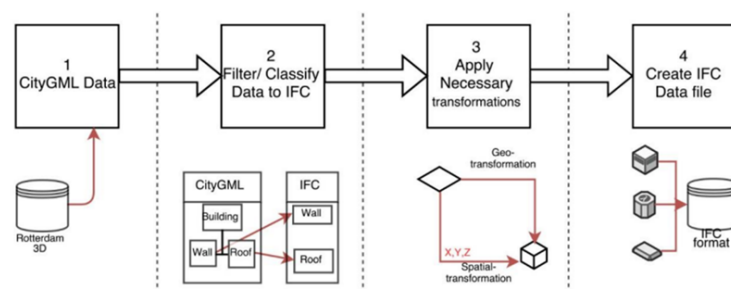 1
CityGML Data
2
Filter/ Classify
Data to IFC
3
Apply
Necessary
transformations
4
Create IFC
Data file
Rotterdam
3D
CityGML
IFC
Building
Wall
Roof
Wall
Roof
Geo-
transformation
X,Y,Z
Spatial-
transformation
IFC
format